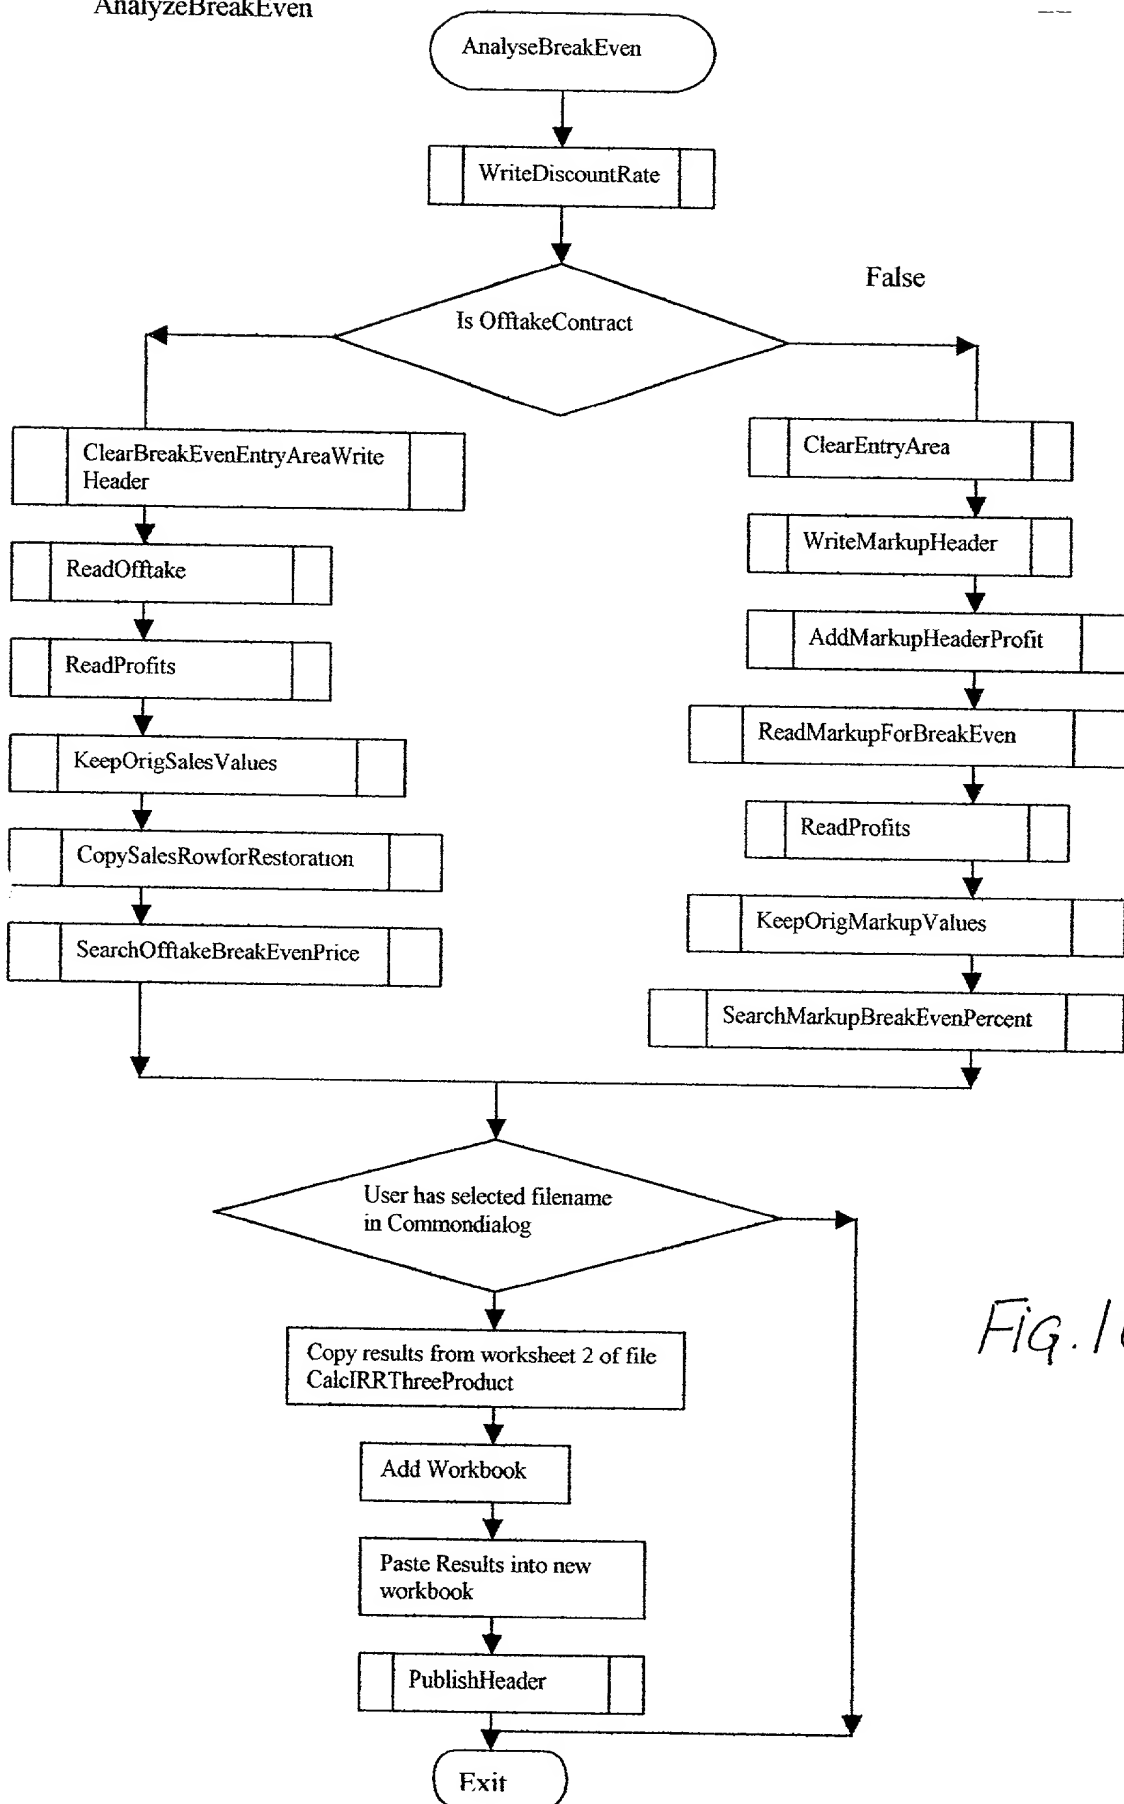 AnalyzeBreakEven
AnalyseBreakEven
WriteDiscountRate
False
Is OfftakeContract
ClearBreakEvenEntryAreaWrite
Header
ReadOfftake
ReadProfits
KeepOrigSalesValues
CopySalesRowforRestoration
SearchOfftakeBreakEvenPrice
ClearEntryArea
WriteMarkupHeader
AddMarkupHeaderProfit
ReadMarkupForBreakEven
ReadProfits
KeepOrigMarkupValues
SearchMarkupBreakEvenPercent
User has selected filename
in Commondialog
Copy results from worksheet 2 of file
CalcIRRThreeProduct
Add Workbook
Paste Results into new
workbook
PublishHeader
Exit
FIG.